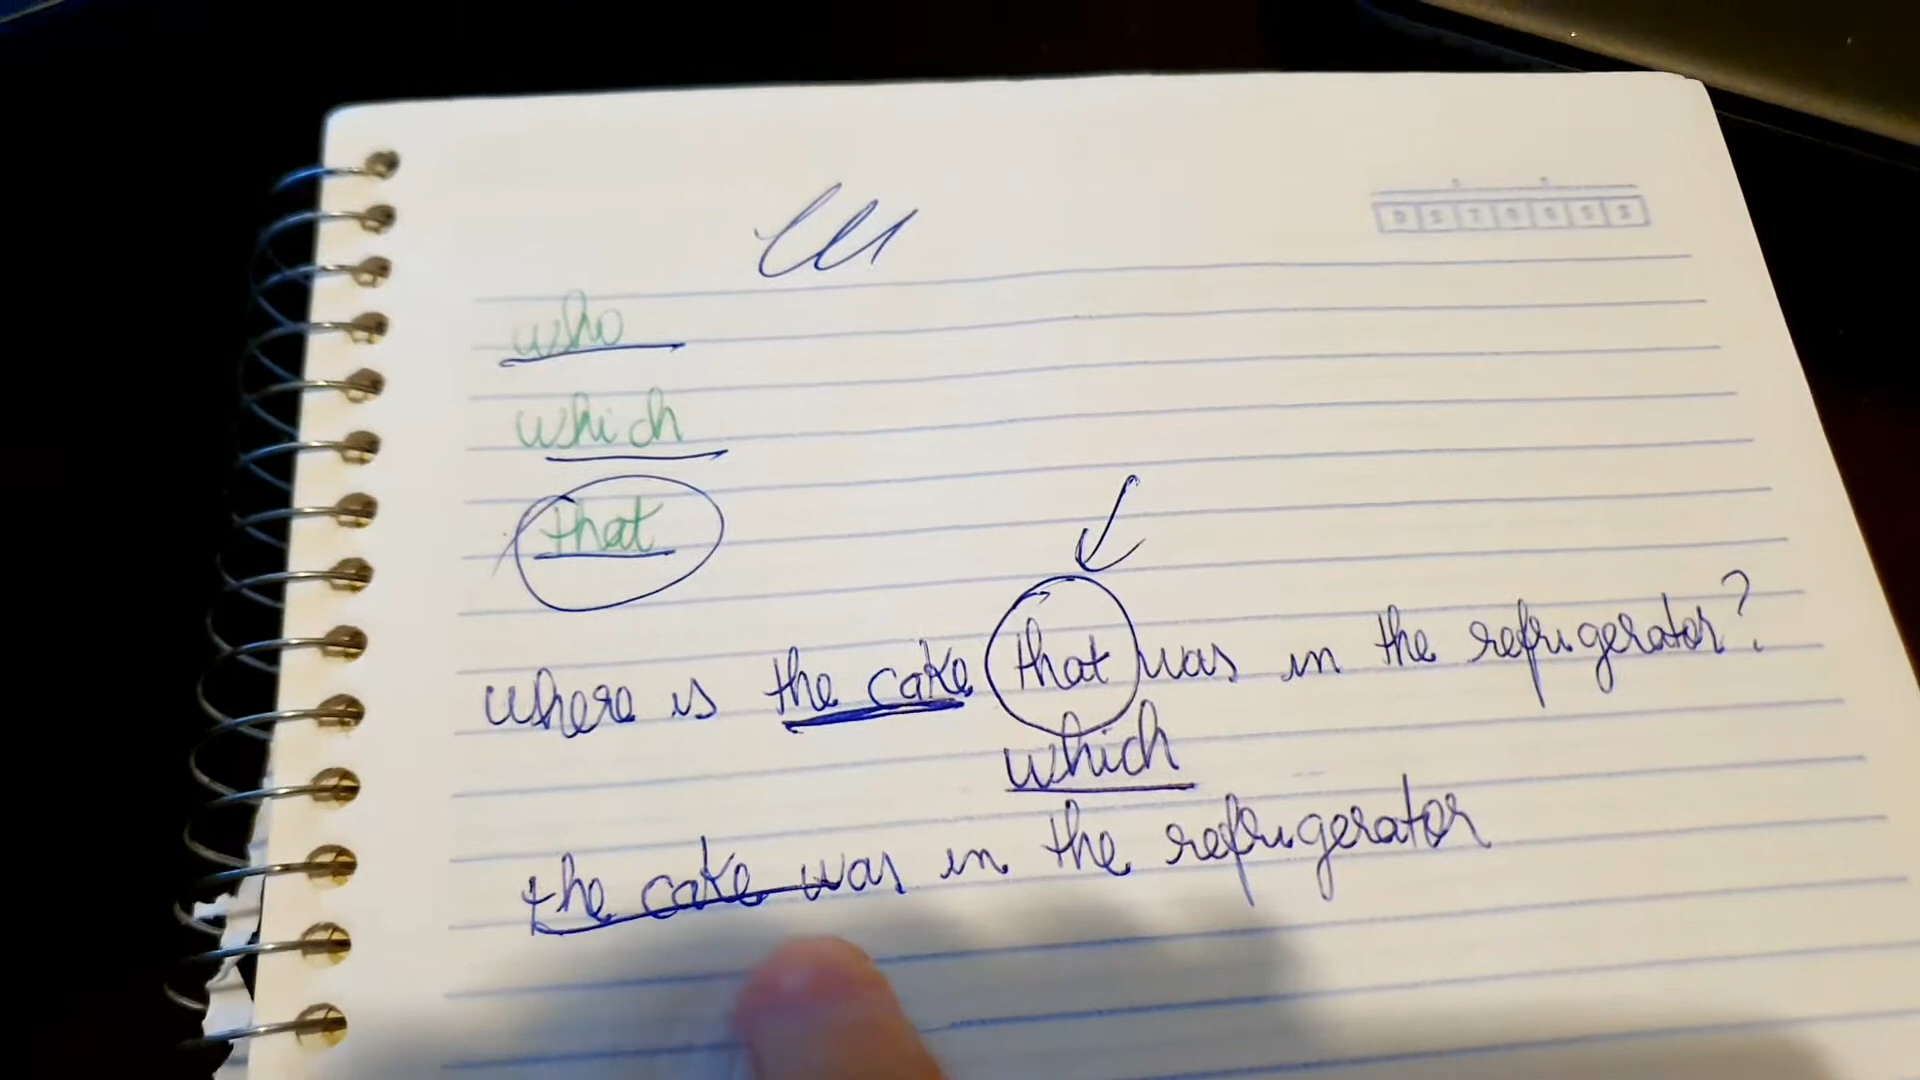 who
which
that
where is the cake that was in the refrigerator?
which
the cake was in the refrigerator